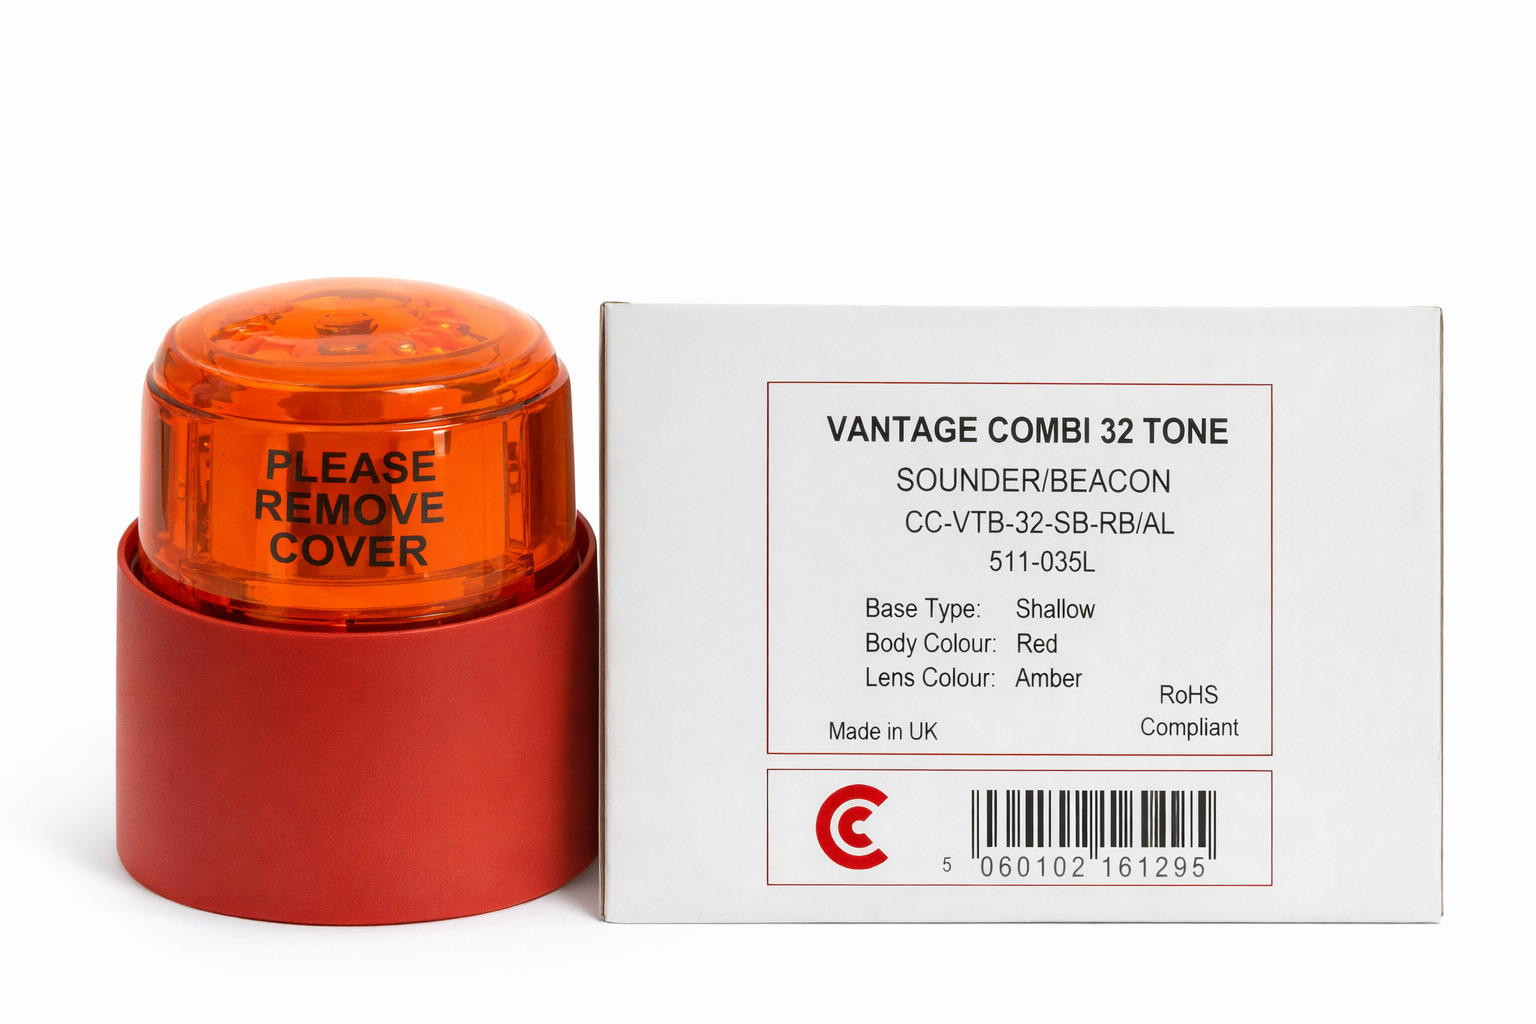 PLEASE
REMOVE
COVER
VANTAGE COMBI 32 TONE
SOUNDER/BEACON
CC-VTB-32-SB-RB/AL
511-035L
Base Type: Shallow
Body Colour: Red
Lens Colour: Amber
RoHS
Compliant
Made in UK
5 060102 161295